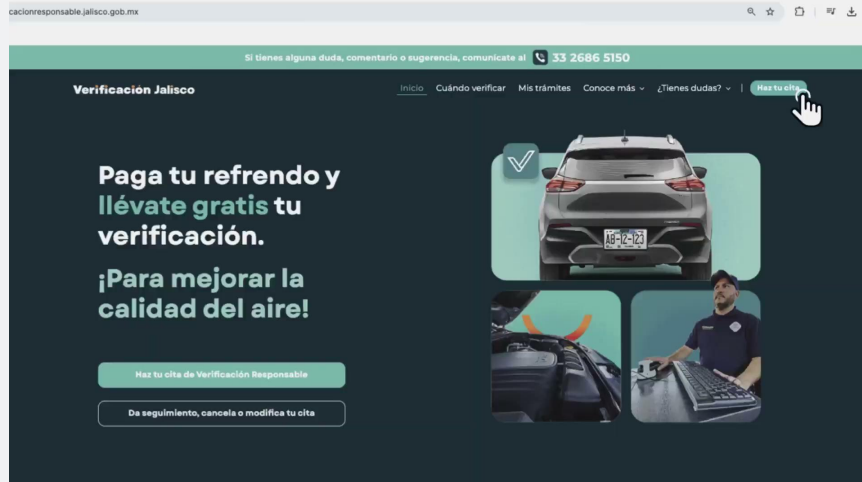 cacionresponsable.jalisco.gob.mx
Si tienes alguna duda, comentario o sugerencia, comunícate al 33 2686 5150
Verificación Jalisco
Inicio Cuándo verificar Mis trámites Conoce más ¿Tienes dudas? | Haz tu cita
Paga tu refrendo y
llévate gratis tu
verificación.
¡Para mejorar la
calidad del aire!
AB-12-123
Haz tu cita de Verificación Responsable
Da seguimiento, cancela o modifica tu cita